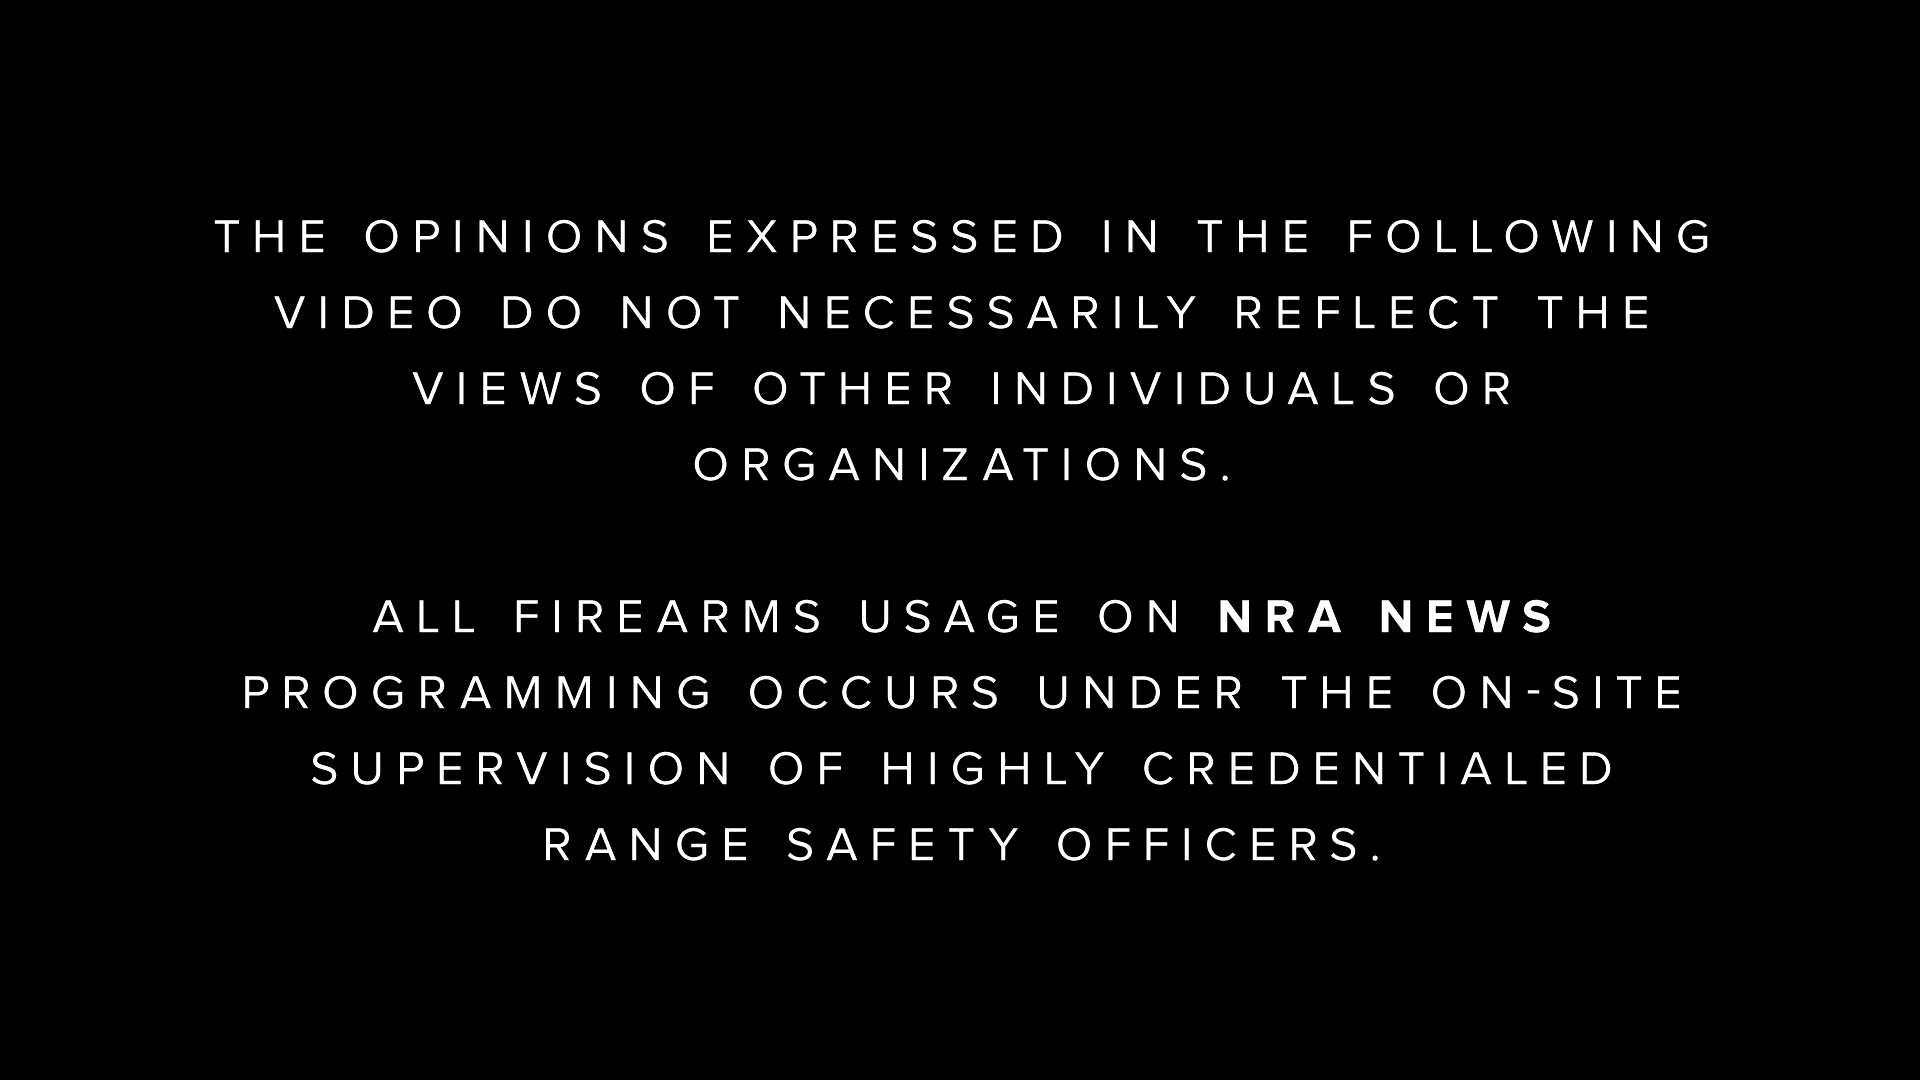 THE OPINIONS EXPRESSED IN THE FOLLOWING
VIDEO DO NOT NECESSARILY REFLECT THE
VIEWS OF OTHER INDIVIDUALS OR
ORGANIZATIONS.
ALL FIREARMS USAGE ON NRA NEWS
PROGRAMMING OCCURS UNDER THE ON-SITE
SUPERVISION OF HIGHLY CREDENTIALED
RANGE SAFETY OFFICERS.